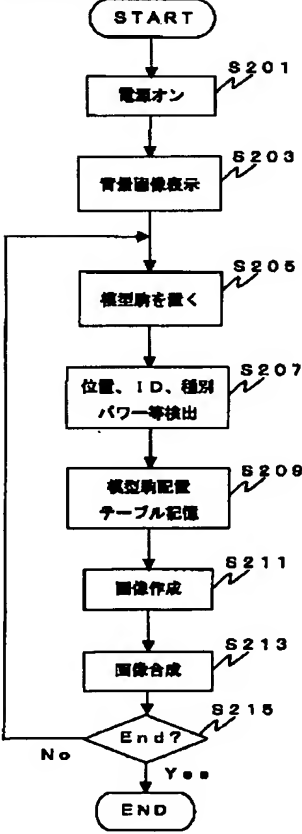 START
S201
電源オン
S203
背景画像表示
S205
模型駒を置く
S207
位置、ID、種別
パワー等検出
S209
模型駒配置
テーブル記憶
S211
画像作成
S213
画像合成
S215
End?
No
Yes
END